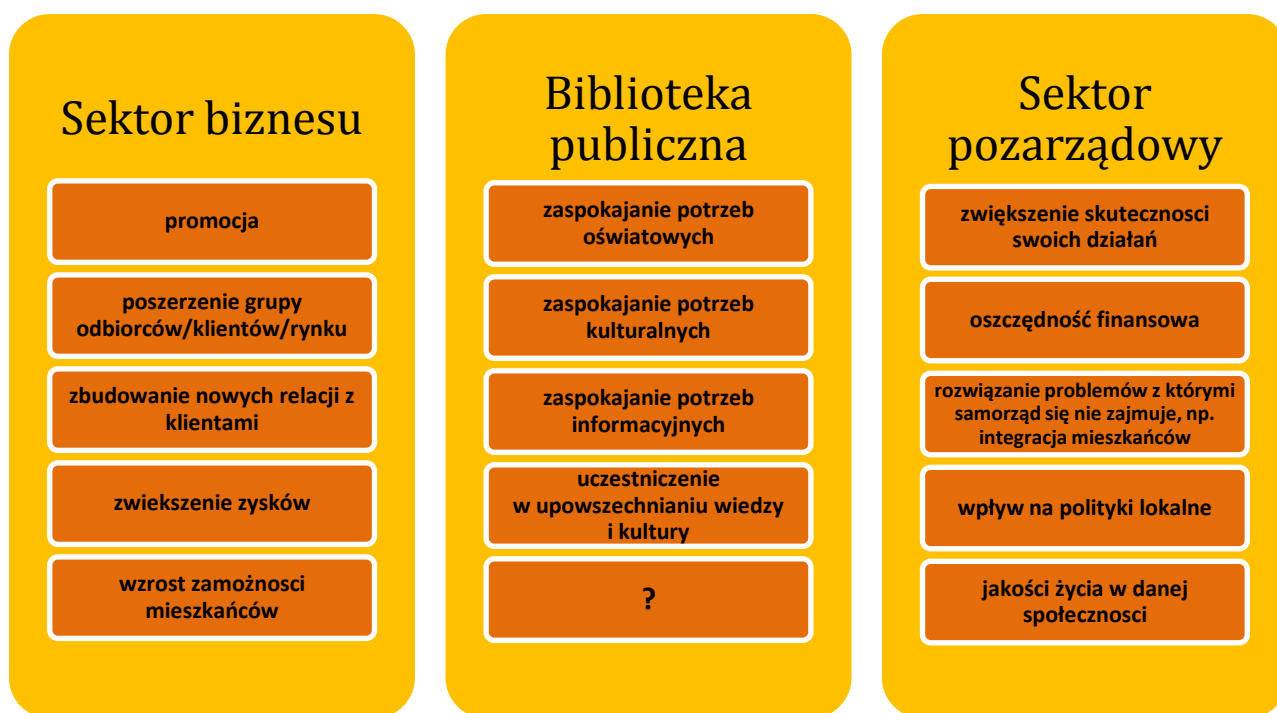 Sektor biznesu
promocja
poszerzenie grupy
odbiorców/klientów/rynku
zbudowanie nowych relacji z
klientami
zwiekszenie zysków
wzrost zamożnosci
mieszkańców
Biblioteka
publiczna
zaspokajanie potrzeb
oświatowych
zaspokajanie potrzeb
kulturalnych
zaspokajanie potrzeb
informacyjnych
uczestniczenie
w upowszechnianiu wiedzy
i kultury
?
Sektor
pozarządowy
zwiększenie skutecznosci
swoich działań
oszczędność finansowa
rozwiązanie problemów z którymi
samorząd się nie zajmuje, np.
integracja mieszkańców
wpływ na polityki lokalne
jakości życia w danej
społecznosci